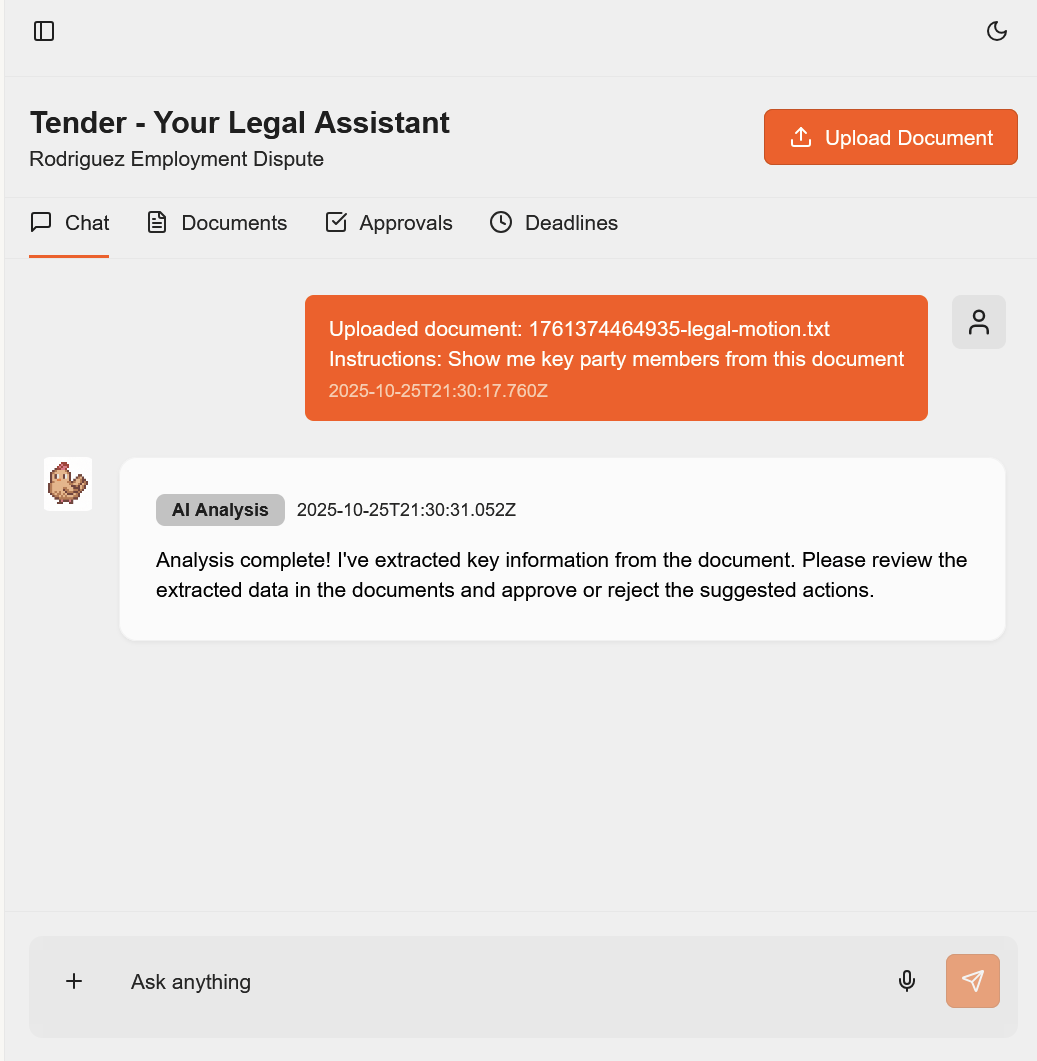 Tender - Your Legal Assistant
Rodriguez Employment Dispute
Upload Document
Chat
Documents
Approvals
Deadlines
Uploaded document: 1761374464935-legal-motion.txt
Instructions: Show me key party members from this document
2025-10-25T21:30:17.760Z
AI Analysis
2025-10-25T21:30:31.052Z
Analysis complete! I've extracted key information from the document. Please review the
extracted data in the documents and approve or reject the suggested actions.
Ask anything